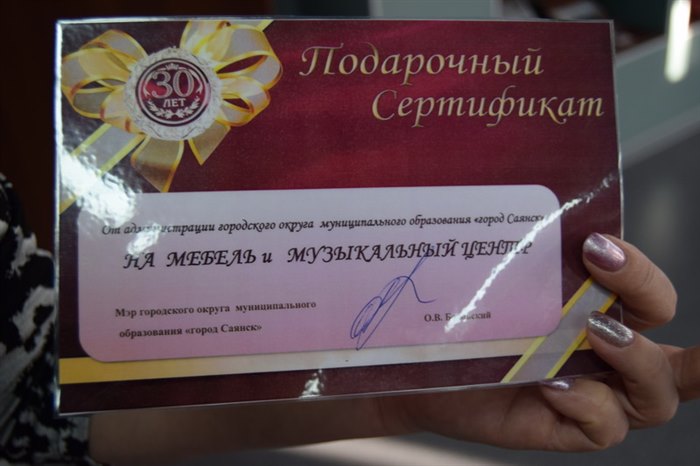 30
ЛЕТ
Подарочный
Сертификат
От администрации городского округа муниципального образования «город Саянск»
НА МЕБЕЛЬ и МУЗЫКАЛЬНЫЙ ЦЕНТР
Мэр городского округа муниципального
образования «город Саянск»
О.В.